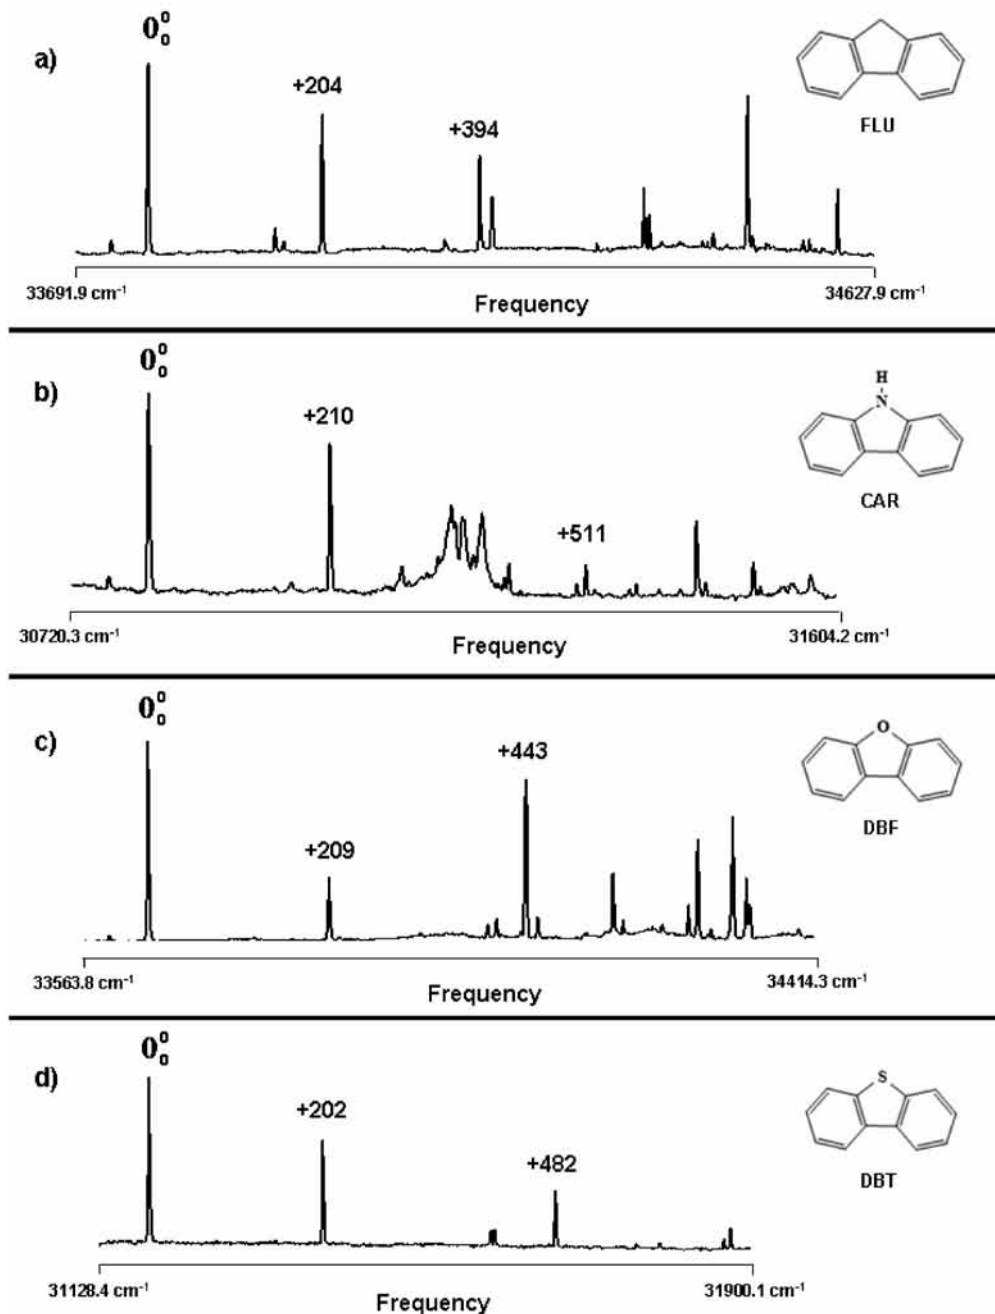 a)
0⁰₀
+204
+394
FLU
33691.9 cm⁻¹
Frequency
34627.9 cm⁻¹
b)
0⁰₀
+210
+511
H
N
CAR
30720.3 cm⁻¹
Frequency
31604.2 cm⁻¹
c)
0⁰₀
+209
+443
O
DBF
33563.8 cm⁻¹
Frequency
34414.3 cm⁻¹
d)
0⁰₀
+202
+482
S
DBT
31128.4 cm⁻¹
Frequency
31900.1 cm⁻¹